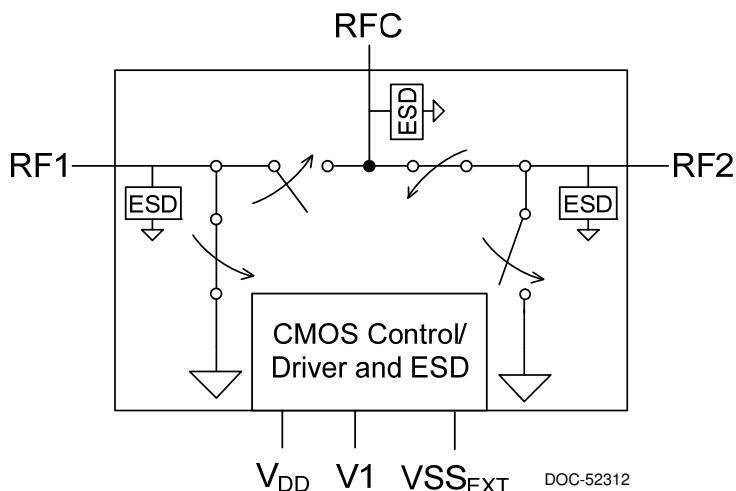 RFC
ESD
RF1
RF2
ESD
ESD
CMOS Control/
Driver and ESD
VDD V1 VSSEXT
DOC-52312